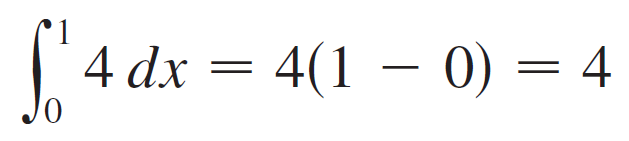 ∫₀¹ 4 dx = 4(1 − 0) = 4